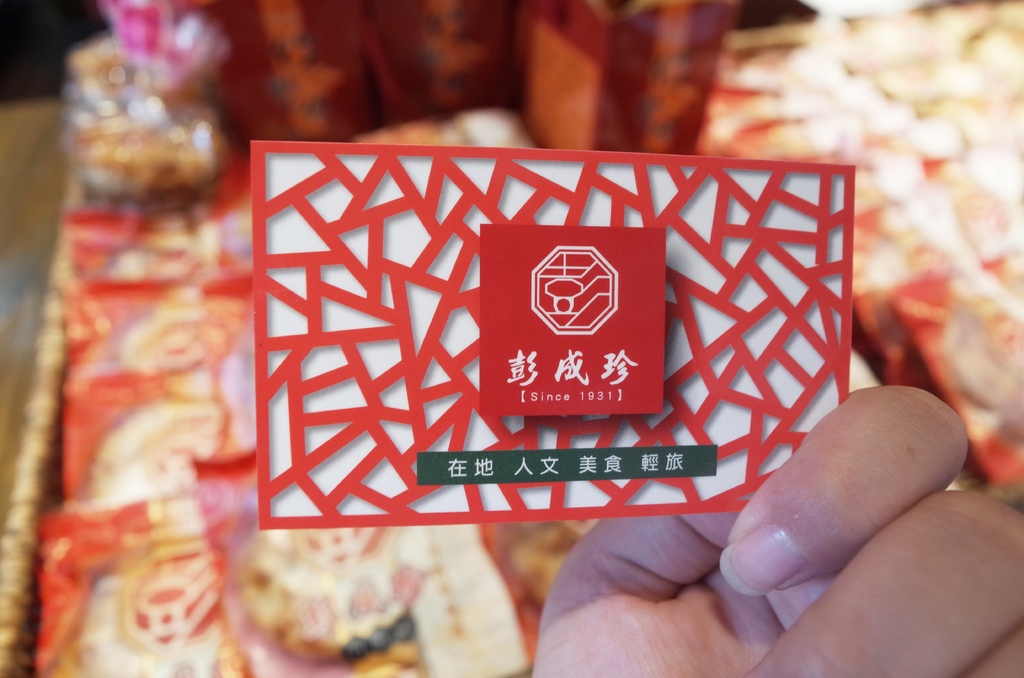 彭成珍
【Since 1931】
在地 人文 美食 輕旅